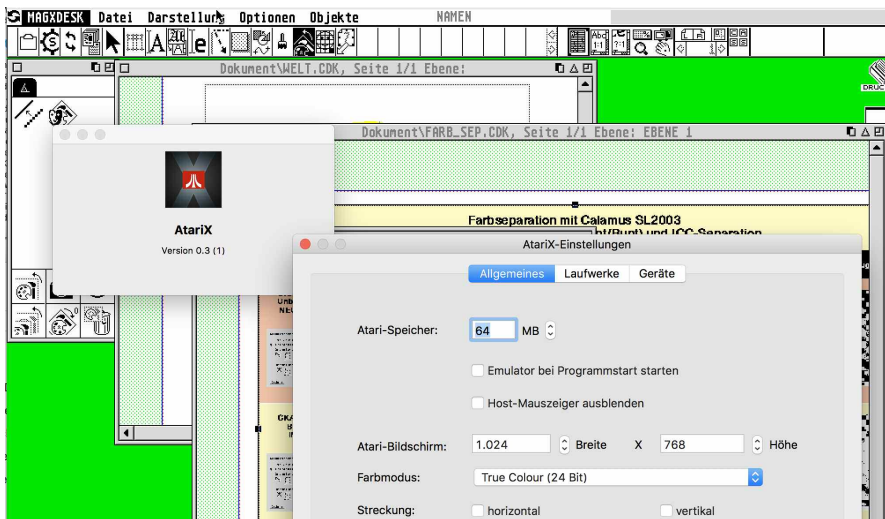 MAGXDESK Datei Darstellung Optionen Objekte NAMEN
Dokument\WELT.CDK, Seite 1/1 Ebene:
DRUC
Dokument\FARB_SEP.CDK, Seite 1/1 Ebene: EBENE 1
AtariX
Version 0.3 (1)
Farbseparation mit Calamus SL2003
nt/Bunt) und ICC-Separation
AtariX-Einstellungen
Allgemeines Laufwerke Geräte
Atari-Speicher: 64 MB
Emulator bei Programmstart starten
Host-Mauszeiger ausblenden
Atari-Bildschirm: 1.024 Breite X 768 Höhe
Farbmodus: True Colour (24 Bit)
Streckung: horizontal vertikal